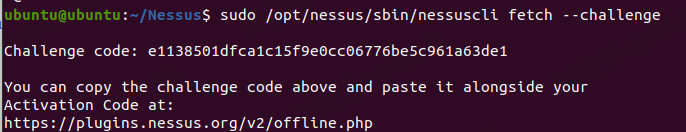 ubuntu@ubuntu:~/Nessus$ sudo /opt/nessus/sbin/nessuscli fetch --challenge
Challenge code: e1138501dfca1c15f9e0cc06776be5c961a63de1
You can copy the challenge code above and paste it alongside your
Activation Code at:
https://plugins.nessus.org/v2/offline.php